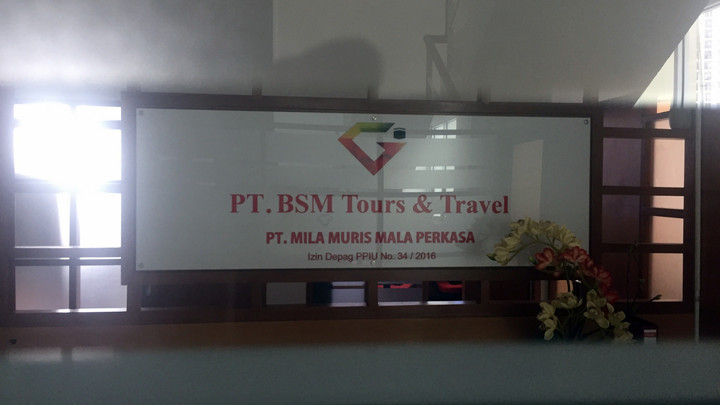 PT. BSM Tours & Travel
PT. MILA MURIS MALA PERKASA
Izin Depag PPIU No. 34 / 2016